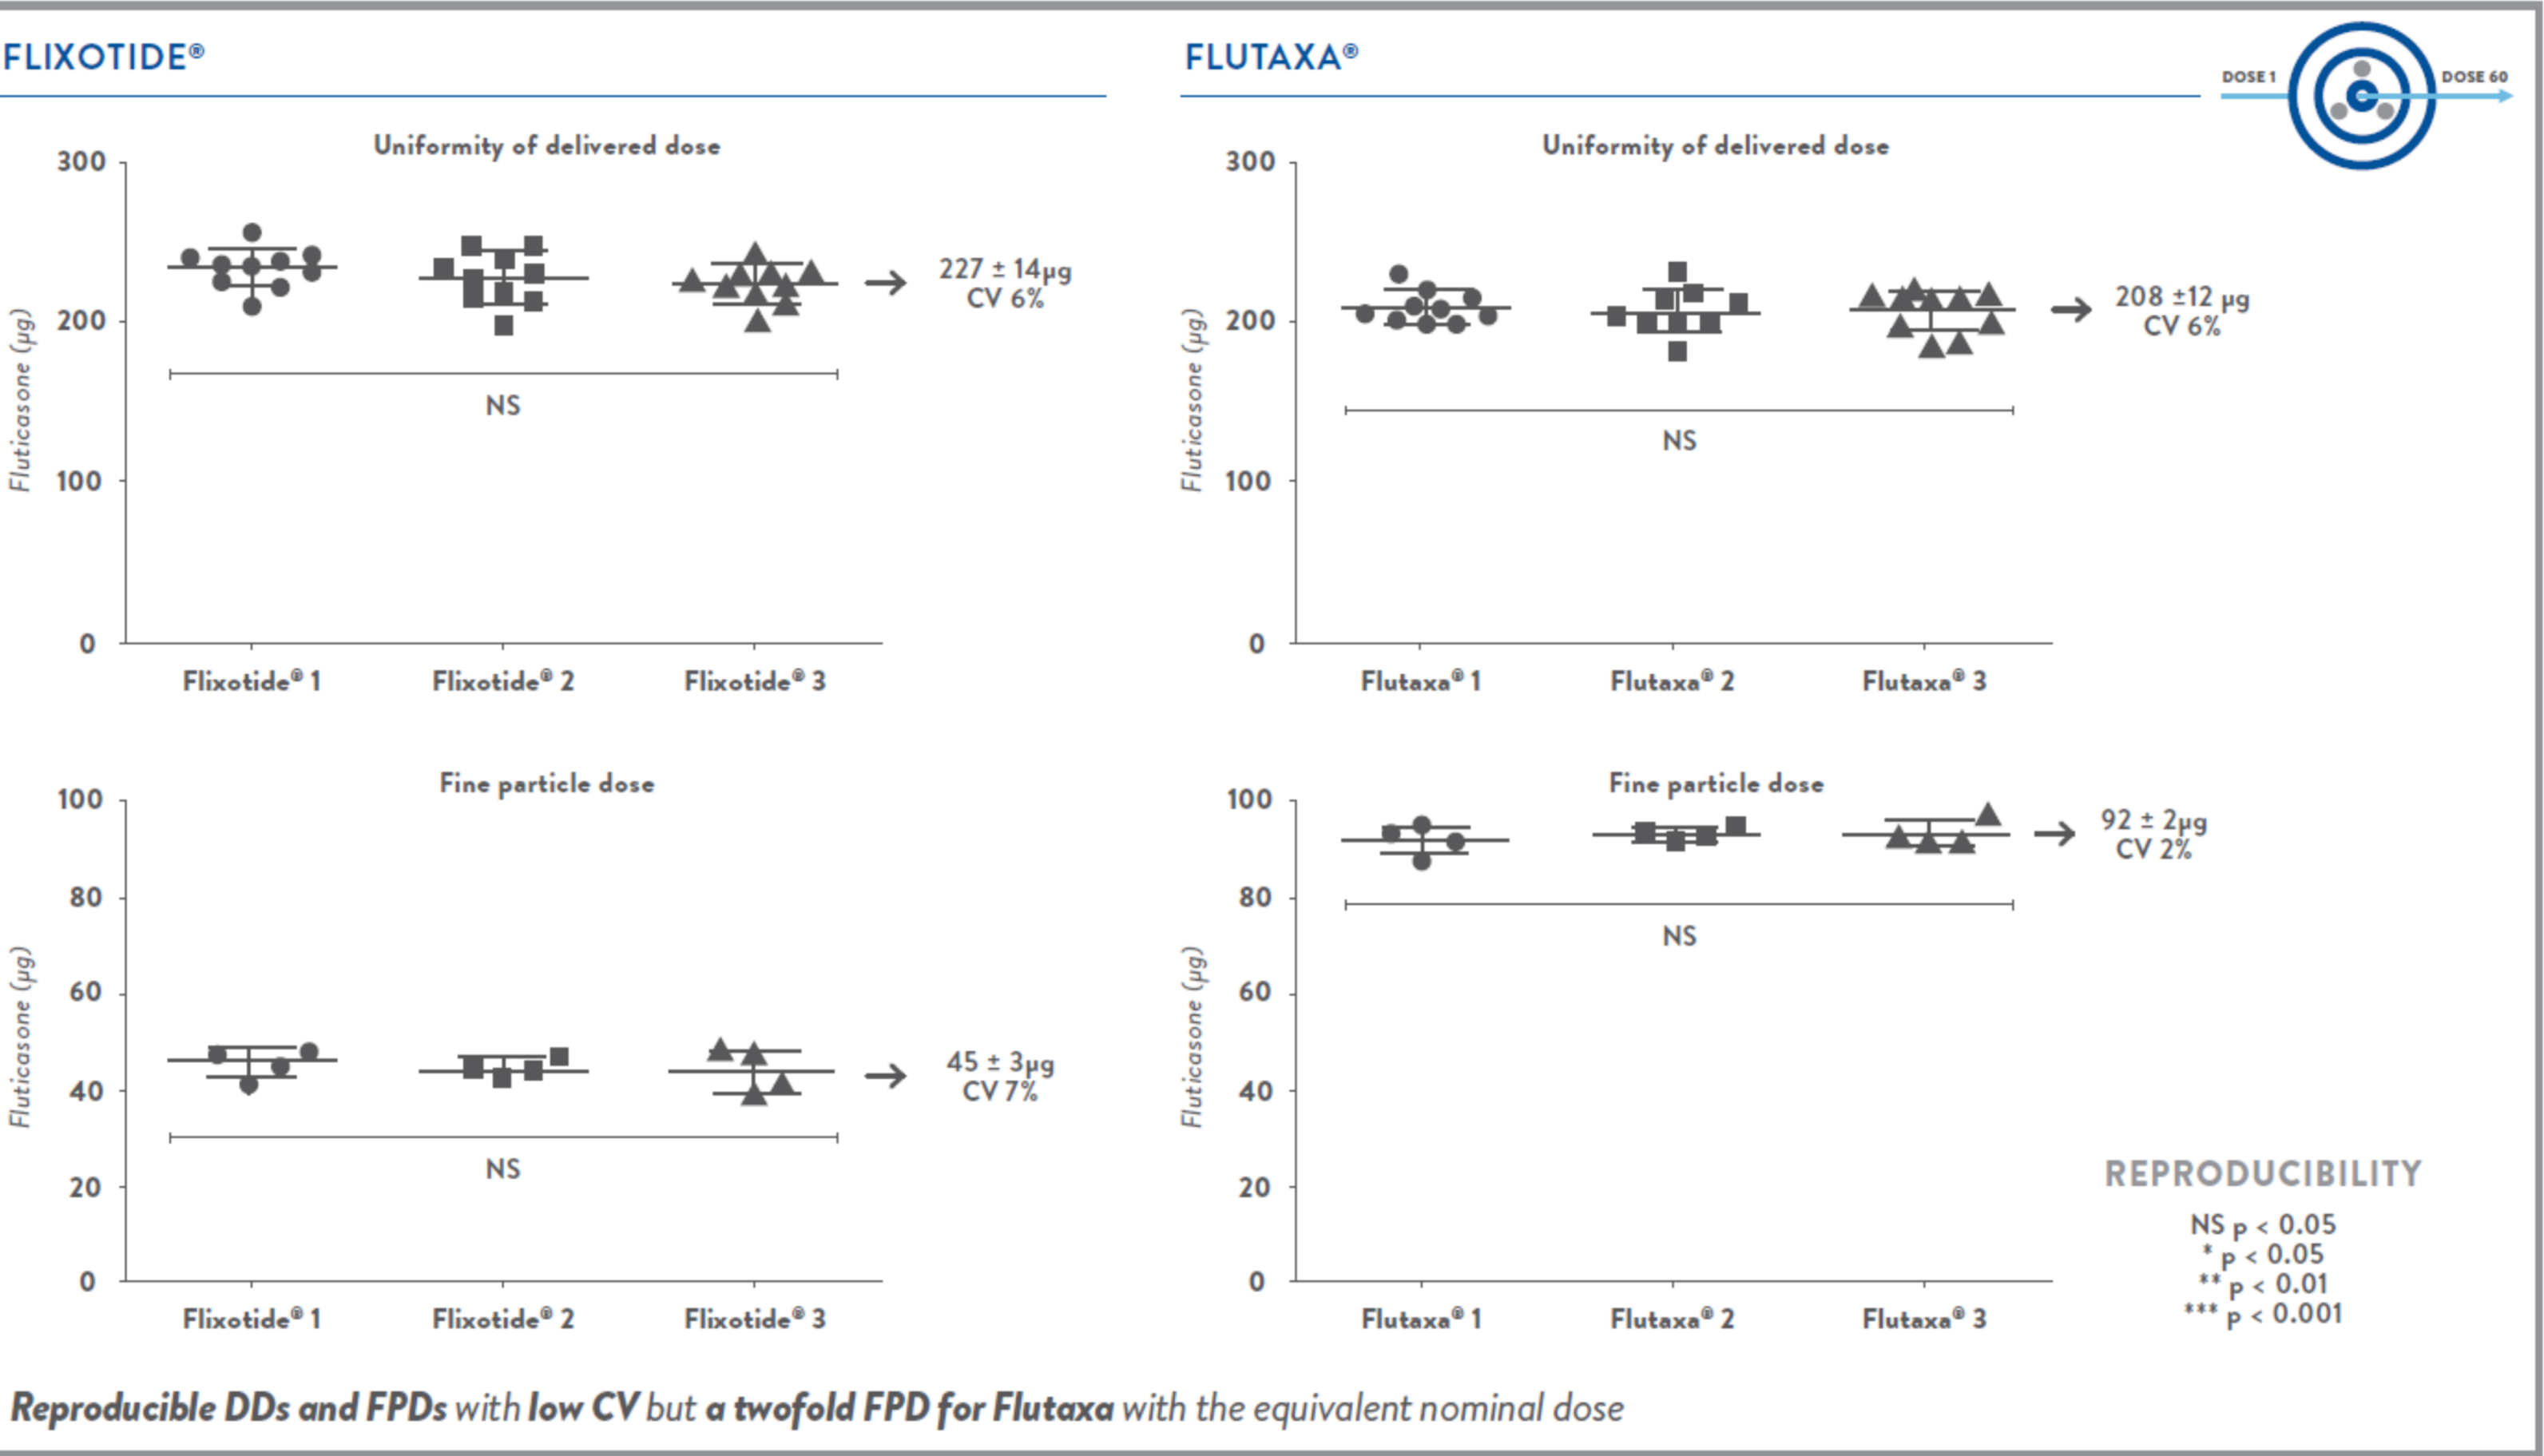 FLIXOTIDE®
Uniformity of delivered dose
300
200
100
0
Fluticasone (µg)
227 ± 14µg
CV 6%
NS
Flixotide® 1
Flixotide® 2
Flixotide® 3
Fine particle dose
100
80
60
40
20
0
Fluticasone (µg)
45 ± 3µg
CV 7%
NS
Flixotide® 1
Flixotide® 2
Flixotide® 3
FLUTAXA®
DOSE 1
DOSE 60
Uniformity of delivered dose
300
200
100
0
Fluticasone (µg)
208 ±12 µg
CV 6%
NS
Flutaxa® 1
Flutaxa® 2
Flutaxa® 3
Fine particle dose
100
80
60
40
20
0
Fluticasone (µg)
92 ± 2µg
CV 2%
NS
Flutaxa® 1
Flutaxa® 2
Flutaxa® 3
REPRODUCIBILITY
NS p < 0.05
* p < 0.05
** p < 0.01
*** p < 0.001
Reproducible DDs and FPDs with low CV but a twofold FPD for Flutaxa with the equivalent nominal dose